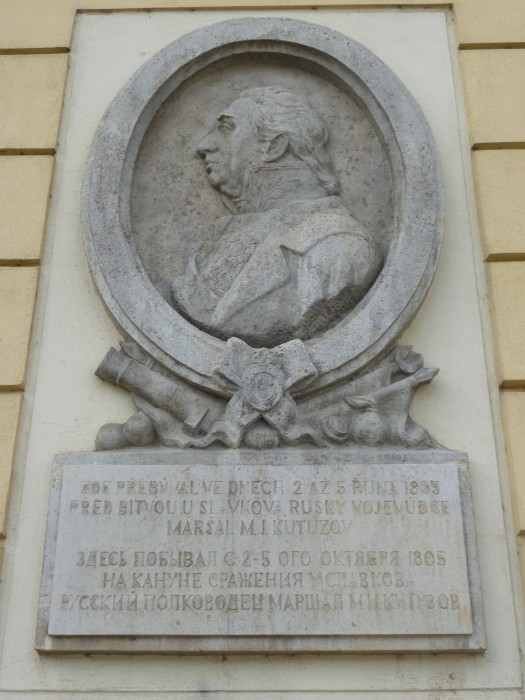 ZDE PŘEBÝVAL VE DNECH 2 AŽ 5 ŘÍJNA 1805
PŘED BITVOU U SLAVKOVA RUSKÝ VOJEVŮDCE
MARŠÁL M.I. KUTUZOV
ЗДЕСЬ ПОБЫВАЛ С 2-5 ОГО ОКТЯБРЯ 1805
НА КАНУНЕ СРАЖЕНИЯ У СЛАВКОВА
РУССКИЙ ПОЛКОВОДЕЦ МАРШАЛ М И КУТУЗОВ